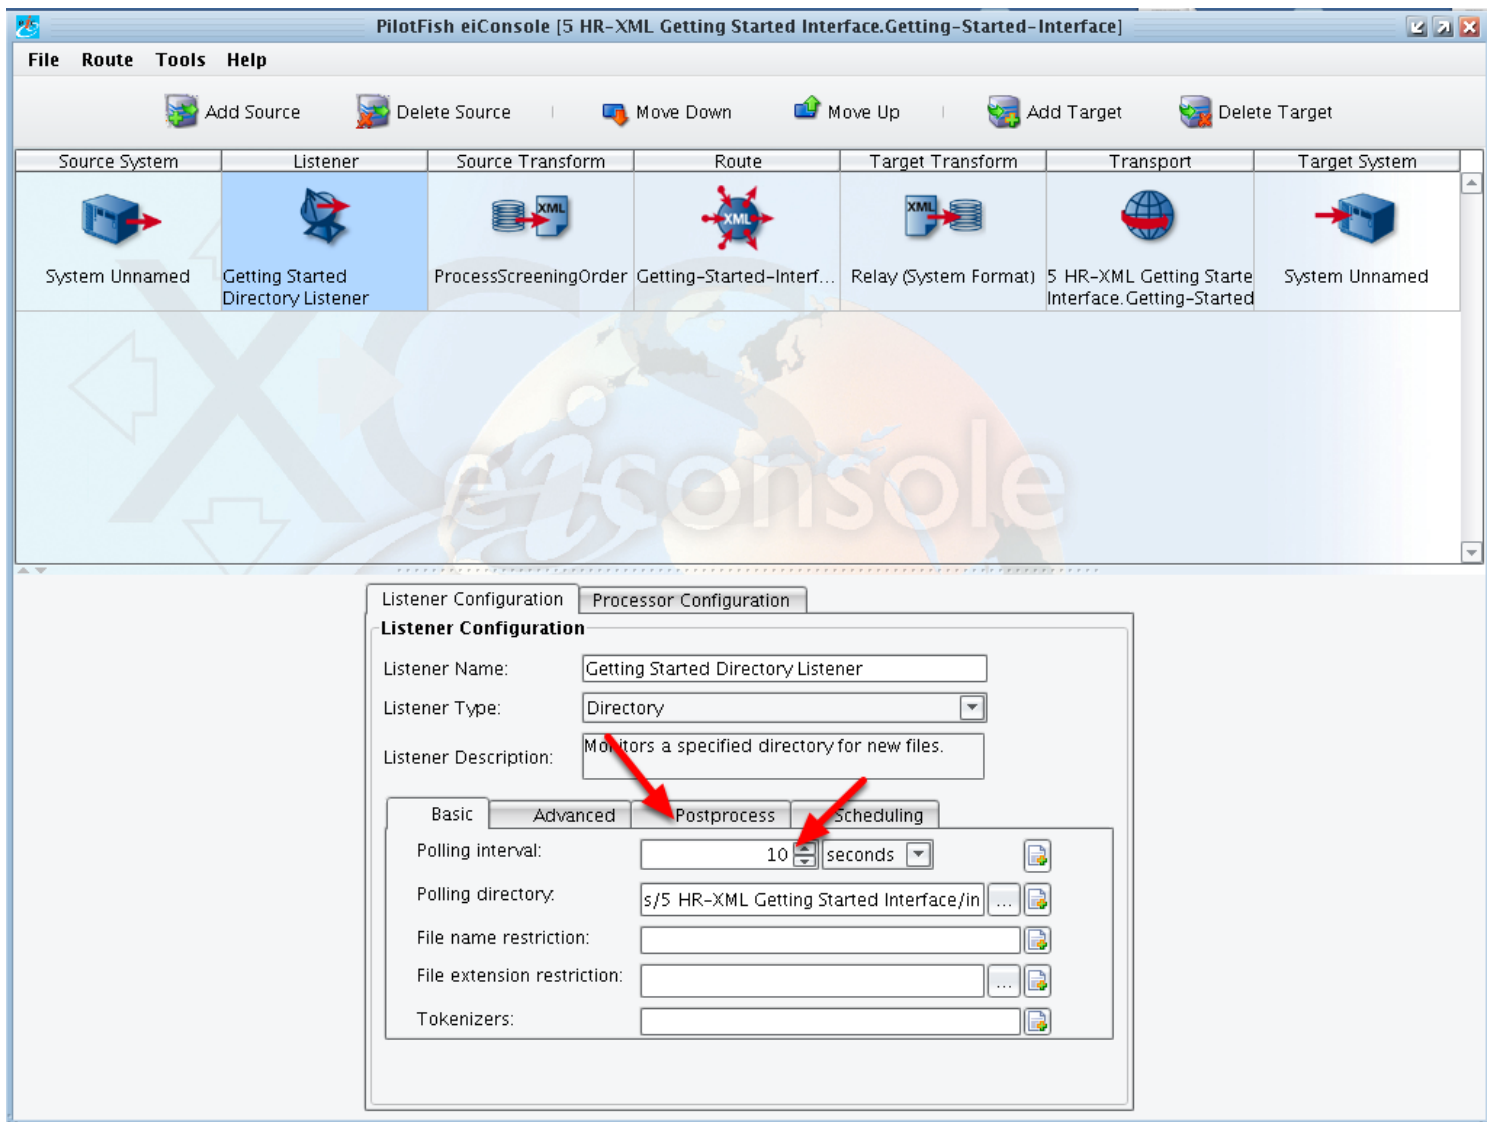 PilotFish eiConsole [5 HR-XML Getting Started Interface.Getting-Started-Interface]
File Route Tools Help
Add Source Delete Source Move Down Move Up Add Target Delete Target
Source System Listener Source Transform Route Target Transform Transport Target System
XML XML XML
System Unnamed Getting Started ProcessScreeningOrder Getting-Started-Interf... Relay (System Format) 5 HR-XML Getting Starte System Unnamed
Directory Listener Interface.Getting-Started
XCS
eiconsole
Listener Configuration Processor Configuration
Listener Configuration
Listener Name: Getting Started Directory Listener
Listener Type: Directory
Listener Description: Monitors a specified directory for new files.
Basic Advanced Postprocess Scheduling
Polling interval: 10 seconds
Polling directory: s/5 HR-XML Getting Started Interface/in ...
File name restriction:
File extension restriction: ...
Tokenizers: